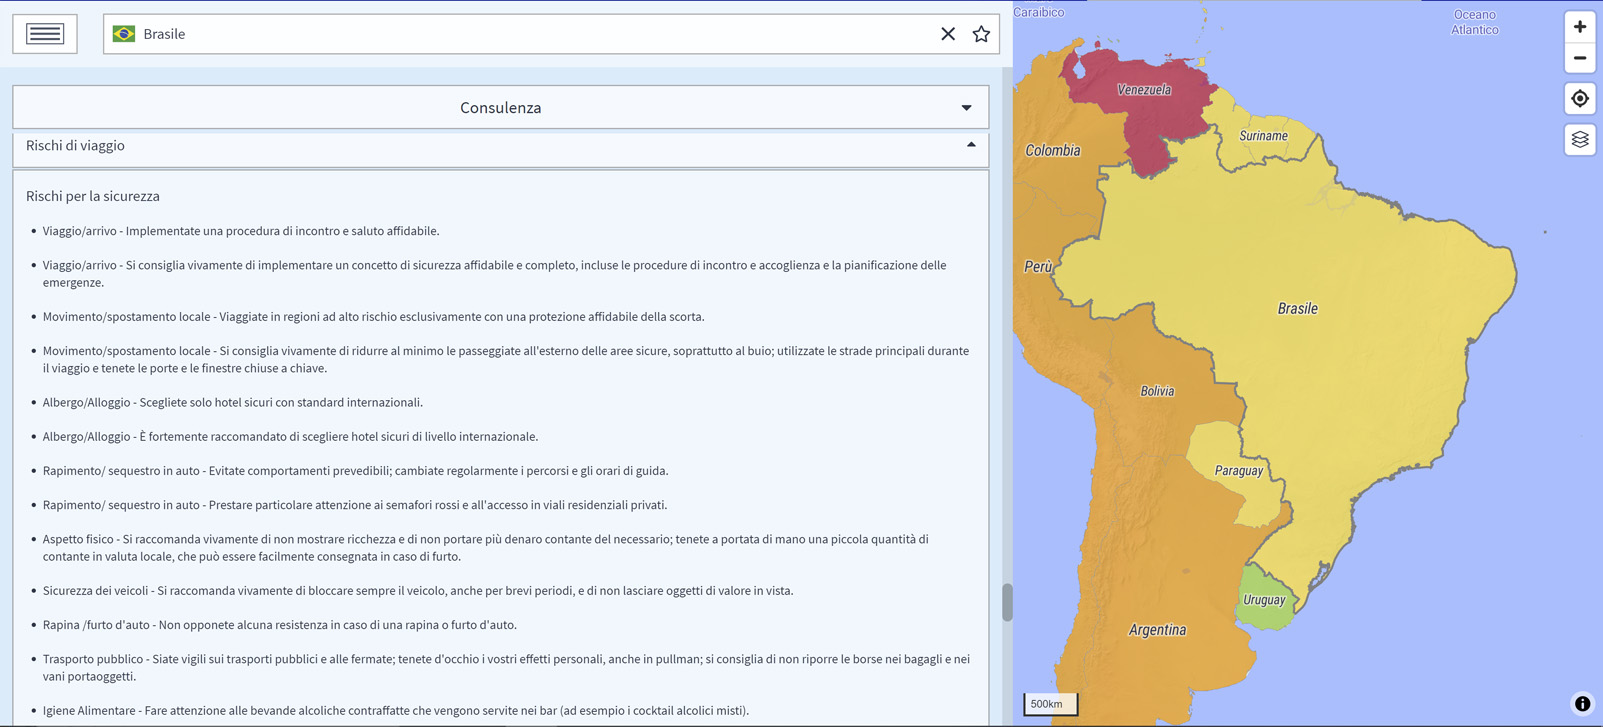 Brasile
Consulenza
Rischi di viaggio
Rischi per la sicurezza
• Viaggio/arrivo - Implementate una procedura di incontro e saluto affidabile.
• Viaggio/arrivo - Si consiglia vivamente di implementare un concetto di sicurezza affidabile e completo, incluse le procedure di incontro e accoglienza e la pianificazione delle
emergenze.
• Movimento/spostamento locale - Viaggiate in regioni ad alto rischio esclusivamente con una protezione affidabile della scorta.
• Movimento/spostamento locale - Si consiglia vivamente di ridurre al minimo le passeggiate all'esterno delle aree sicure, soprattutto al buio; utilizzate le strade principali durante
il viaggio e tenete le porte e le finestre chiuse a chiave.
• Albergo/Alloggio - Scegliete solo hotel sicuri con standard internazionali.
• Albergo/Alloggio - È fortemente raccomandato di scegliere hotel sicuri di livello internazionale.
• Rapimento/ sequestro in auto - Evitate comportamenti prevedibili; cambiate regolarmente i percorsi e gli orari di guida.
• Rapimento/ sequestro in auto - Prestare particolare attenzione ai semafori rossi e all'accesso in viali residenziali privati.
• Aspetto fisico - Si raccomanda vivamente di non mostrare ricchezza e di non portare più denaro contante del necessario; tenete a portata di mano una piccola quantità di
contante in valuta locale, che può essere facilmente consegnata in caso di furto.
• Sicurezza dei veicoli - Si raccomanda vivamente di bloccare sempre il veicolo, anche per brevi periodi, e di non lasciare oggetti di valore in vista.
• Rapina /furto d'auto - Non opponete alcuna resistenza in caso di una rapina o furto d'auto.
• Trasporto pubblico - Siate vigili sui trasporti pubblici e alle fermate; tenete d'occhio i vostri effetti personali, anche in pullman; si consiglia di non riporre le borse nei bagagli e nei
vani portaoggetti.
• Igiene Alimentare - Fare attenzione alle bevande alcoliche contraffatte che vengono servite nei bar (ad esempio i cocktail alcolici misti).
Caraibico
Oceano
Atlantico
Venezuela
Suriname
Colombia
Perù
Brasile
Bolivia
Paraguay
Uruguay
Argentina
500km